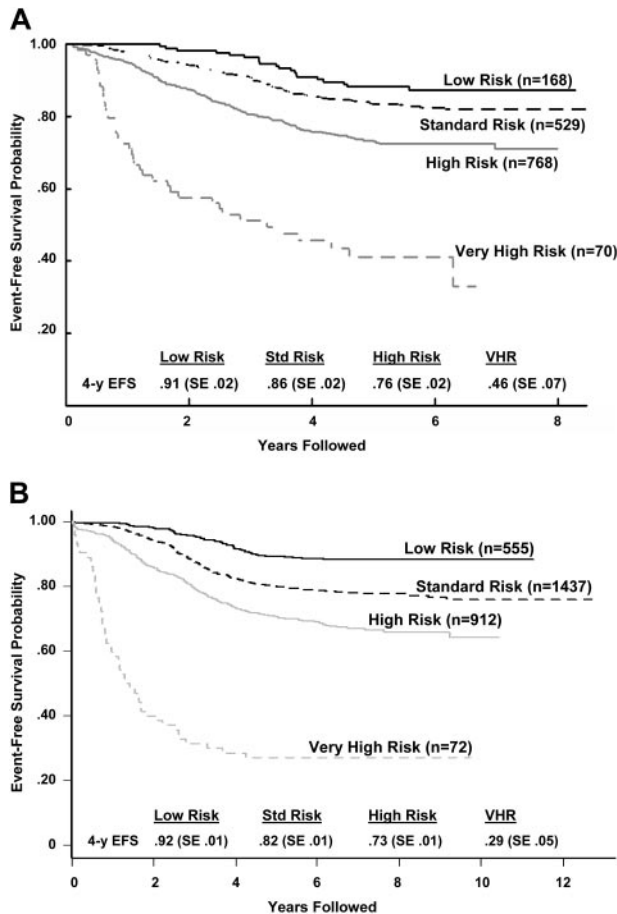 A
1.00
.80
.60
.40
.20
Event-Free Survival Probability
Low Risk (n=168)
Standard Risk (n=529)
High Risk (n=768)
Very High Risk (n=70)
Low Risk Std Risk High Risk VHR
4-y EFS .91 (SE .02) .86 (SE .02) .76 (SE .02) .46 (SE .07)
0 2 4 6 8
Years Followed
B
1.00
.80
.60
.40
.20
0
Event-Free Survival Probability
Low Risk (n=555)
Standard Risk (n=1437)
High Risk (n=912)
Very High Risk (n=72)
Low Risk Std Risk High Risk VHR
4-y EFS .92 (SE .01) .82 (SE .01) .73 (SE .01) .29 (SE .05)
0 2 4 6 8 10 12
Years Followed